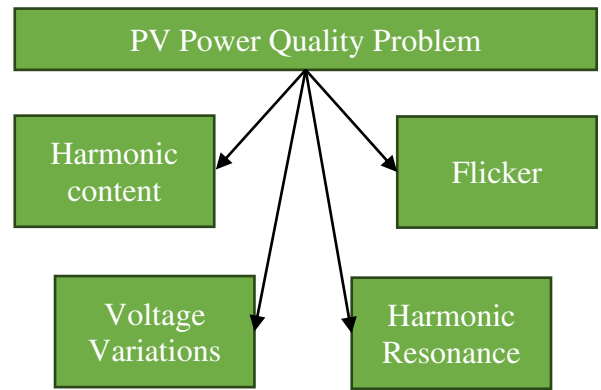 PV Power Quality Problem
Harmonic
content
Flicker
Voltage
Variations
Harmonic
Resonance